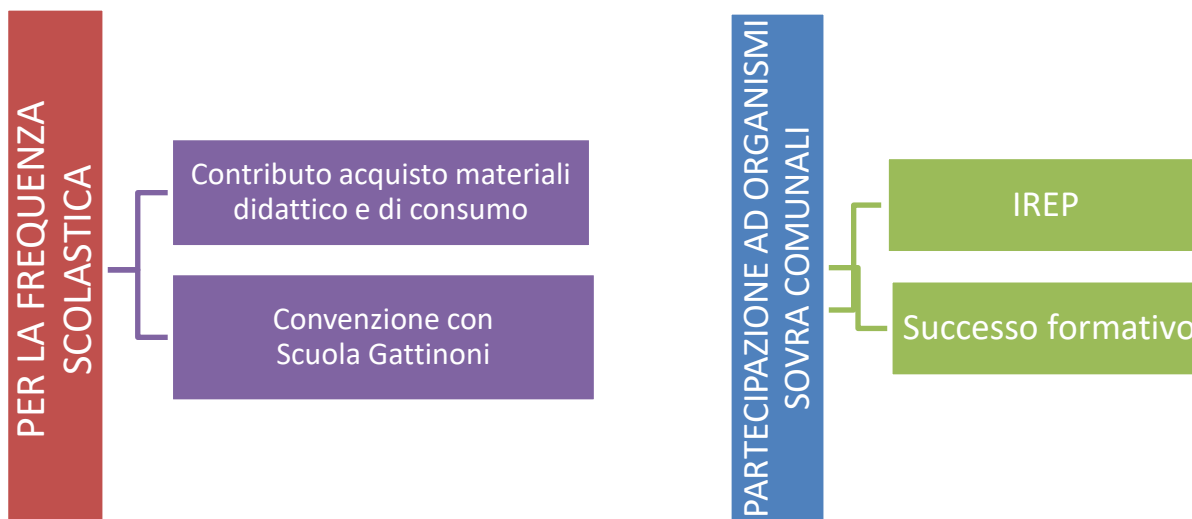 PER LA FREQUENZA
SCOLASTICA
Contributo acquisto materiali
didattico e di consumo
Convenzione con
Scuola Gattinoni
PARTECIPAZIONE AD ORGANISMI
SOVRA COMUNALI
IREP
Successo formativo